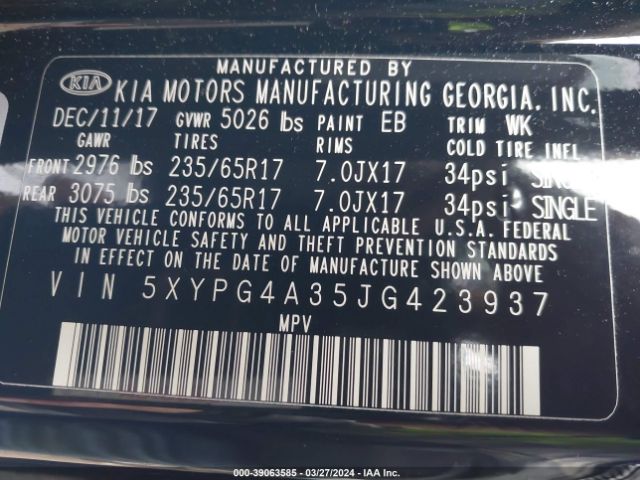 MANUFACTURED BY
KIA KIA MOTORS MANUFACTURING GEORGIA, INC.
DEC/11/17 GVWR 5026 lbs PAINT EB TRIM WK
GAWR TIRES RIMS COLD TIRE INFL
FRONT 2976 lbs 235/65R17 7.0JX17 34psi SINGLE
REAR 3075 lbs 235/65R17 7.0JX17 34psi SINGLE
THIS VEHICLE CONFORMS TO ALL APPLICABLE U.S.A. FEDERAL
MOTOR VEHICLE SAFETY AND THEFT PREVENTION STANDARDS
IN EFFECT ON THE DATE OF MANUFACTURE SHOWN ABOVE.
VIN 5XYPG4A35JG423937
MPV
000-39063585 - 03/27/2024 - IAA Inc.